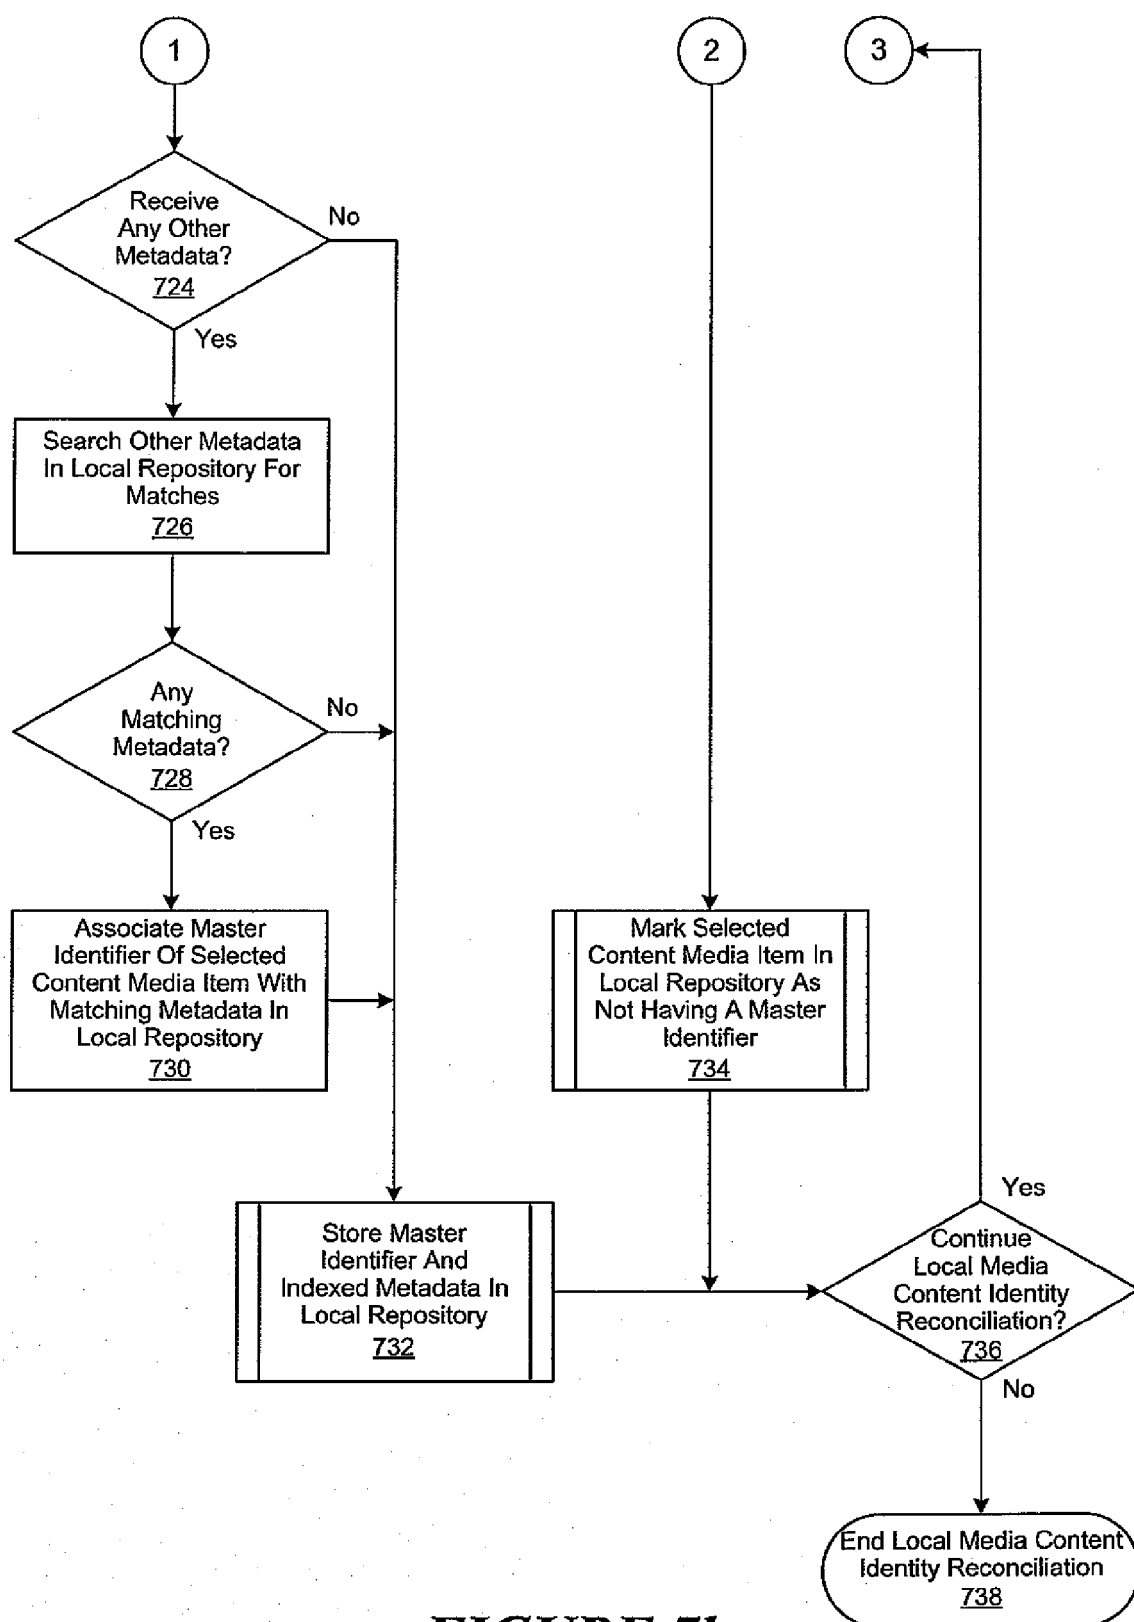 1
2
3
Receive
Any Other
Metadata?
724
No
Yes
Search Other Metadata
In Local Repository For
Matches
726
Any
Matching
Metadata?
728
No
Yes
Associate Master
Identifier Of Selected
Content Media Item With
Matching Metadata In
Local Repository
730
Mark Selected
Content Media Item In
Local Repository As
Not Having A Master
Identifier
734
Store Master
Identifier And
Indexed Metadata In
Local Repository
732
Yes
Continue
Local Media
Content Identity
Reconciliation?
736
No
End Local Media Content
Identity Reconciliation
738